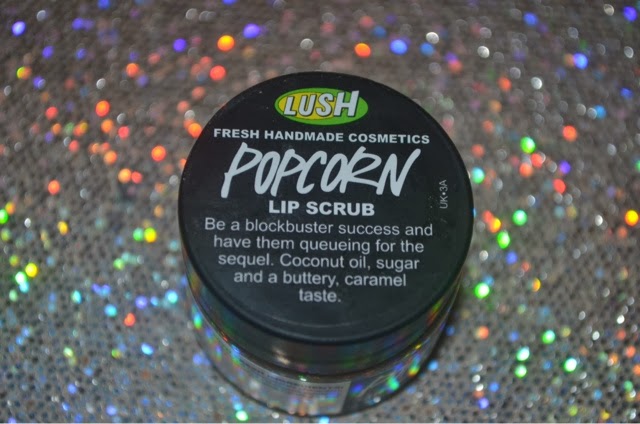 LUSH
FRESH HANDMADE COSMETICS
POPCORN
LIP SCRUB
Be a blockbuster success and
have them queueing for the
sequel. Coconut oil, sugar
and a buttery, caramel
taste.
UK•3A